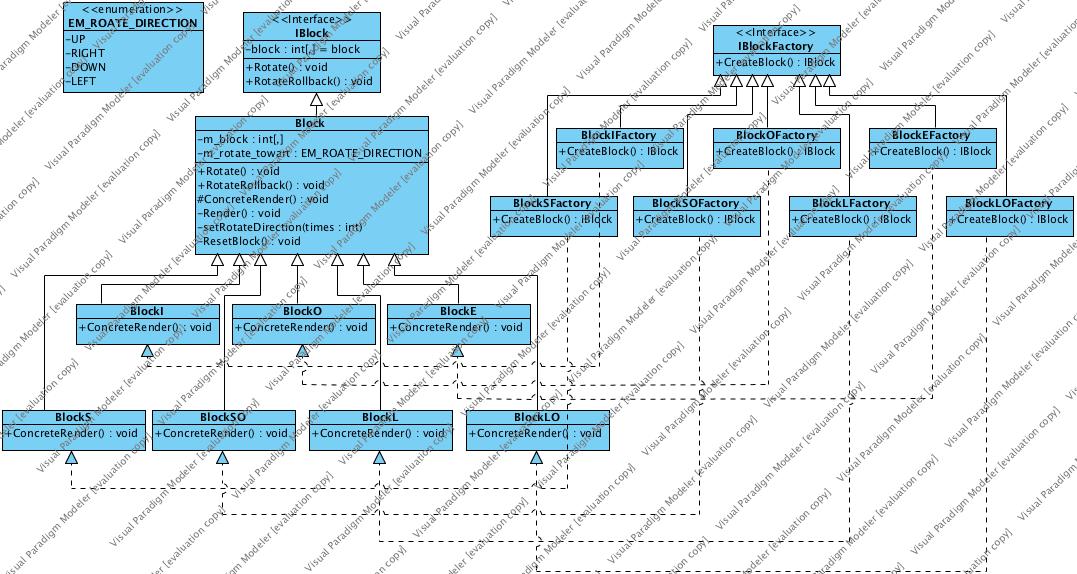 <<enumeration>>
EM_ROATE_DIRECTION
-UP
-RIGHT
-DOWN
-LEFT
<<Interface>>
IBlock
-block : int[,] = block
+Rotate() : void
+RotateRollback() : void
<<Interface>>
IBlockFactory
+CreateBlock() : IBlock
Block
-m_block : int[,]
-m_rotate_towart : EM_ROATE_DIRECTION
+Rotate() : void
+RotateRollback() : void
#ConcreteRender() : void
-Render() : void
-setRotateDirection(times : int)
-ResetBlock() : void
BlockIFactory
+CreateBlock() : IBlock
BlockOFactory
+CreateBlock() : IBlock
BlockEFactory
+CreateBlock() : IBlock
BlockSFactory
+CreateBlock() : IBlock
BlockSOFactory
+CreateBlock() : IBlock
BlockLFactory
+CreateBlock() : IBlock
BlockLOFactory
+CreateBlock() : IBlock
BlockI
+ConcreteRender() : void
BlockO
+ConcreteRender() : void
BlockE
+ConcreteRender() : void
BlockS
+ConcreteRender() : void
BlockSO
+ConcreteRender() : void
BlockL
+ConcreteRender() : void
BlockLO
+ConcreteRender() : void
Visual Paradigm Modeler [evaluation copy]